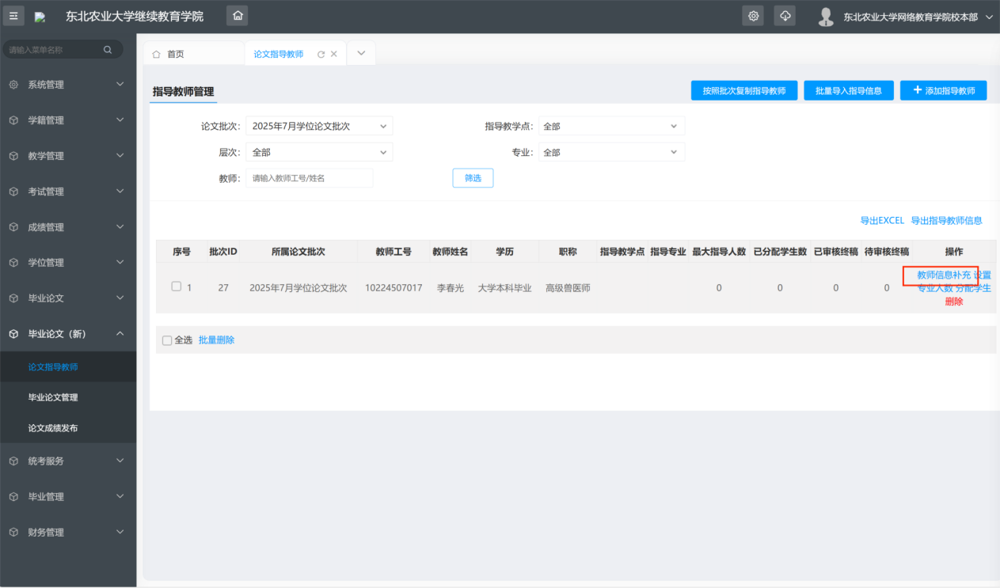 东北农业大学继续教育学院
东北农业大学网络教育学院校本部
请输入菜单名称
系统管理
学籍管理
教学管理
考试管理
成绩管理
学位管理
毕业论文
毕业论文（新）
论文指导教师
毕业论文管理
论文成绩发布
统考服务
毕业管理
财务管理
首页 论文指导教师
指导教师管理
按照批次复制指导教师 批量导入指导信息 + 添加指导教师
论文批次： 2025年7月学位论文批次 指导教学点： 全部
层次： 全部 专业： 全部
教师： 请输入教师工号/姓名 筛选
导出EXCEL 导出指导教师信息
序号 批次ID 所属论文批次 教师工号 教师姓名 学历 职称 指导教学点 指导专业 最大指导人数 已分配学生数 已审核终稿 待审核终稿 操作
1 27 2025年7月学位论文批次 10224507017 李春光 大学本科毕业 高级兽医师 0 0 0 0 教师信息补充 设置
专业人数 分配学生
删除
全选 批量删除